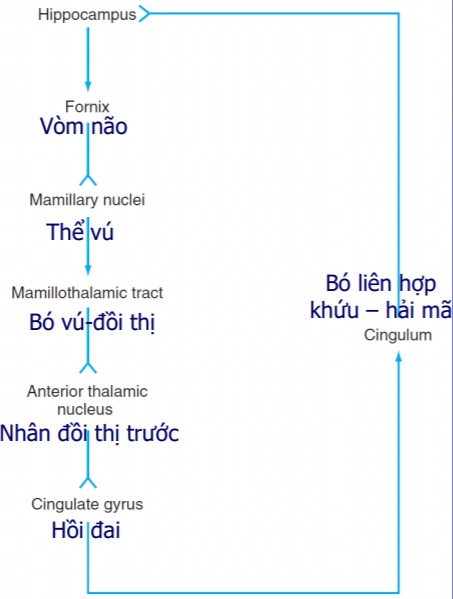 Hippocampus
Fornix
Vòm não
Mamillary nuclei
Thể vú
Mamillothalamic tract
Bó vú-đồi thị
Anterior thalamic
nucleus
Nhân đồi thị trước
Cingulate gyrus
Hồi đai
Bó liên hợp
khứu – hải mã
Cingulum